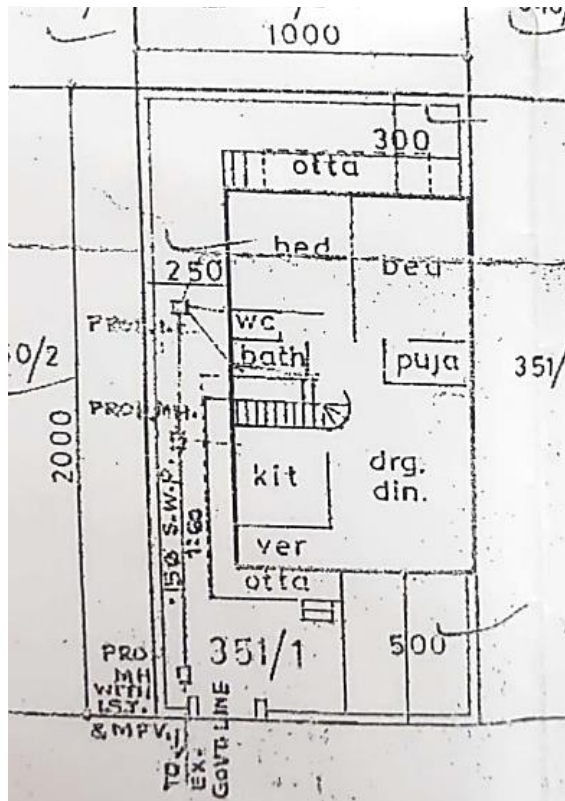 1000
300
otta
bed
bed
250
wc
bath
puja
351/
0/2
PRO. MH.
2000
kit
drg.
din.
150 Ø S.W.P.
1:60
ver
otta
351/1
500
PRO
MH
WITH
I.S.T.
& MPV.
TO
EX.
GOVT. LINE